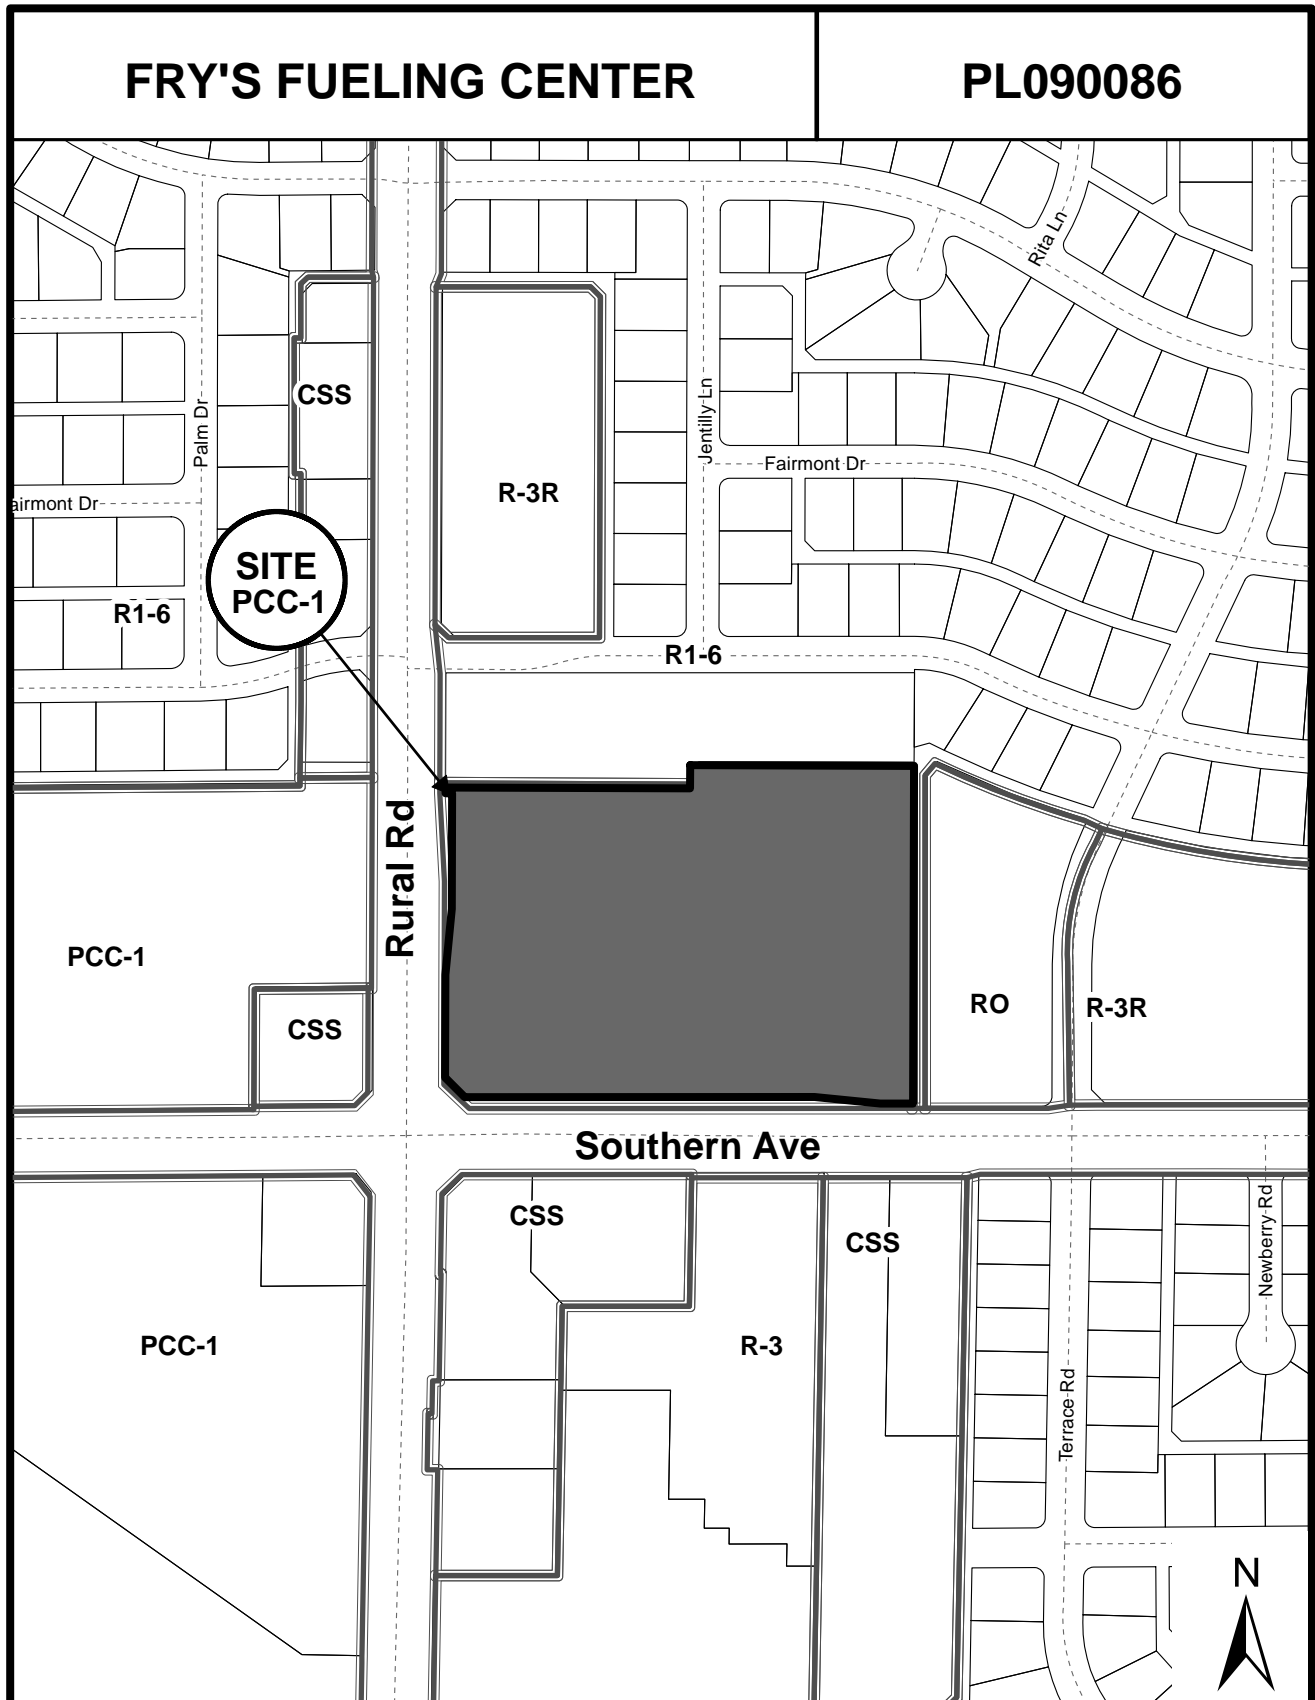 FRY'S FUELING CENTER
PL090086
Rita Ln
CSS
Palm Dr
Jentilly Ln
Fairmont Dr
R-3R
airmont Dr
SITE
PCC-1
R1-6
R1-6
Rural Rd
PCC-1
RO
R-3R
CSS
Southern Ave
CSS
CSS
Newberry Rd
PCC-1
R-3
Terrace Rd
N